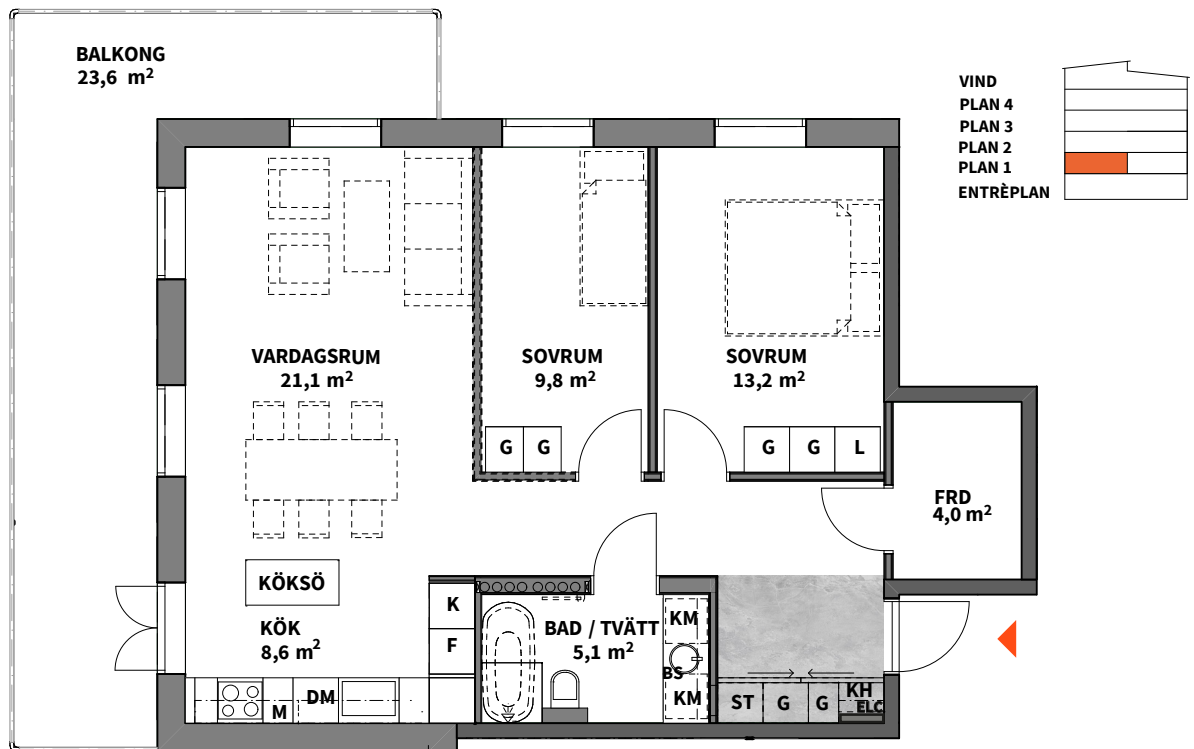 BALKONG
23,6 m²
VIND
PLAN 4
PLAN 3
PLAN 2
PLAN 1
ENTRÈPLAN
VARDAGSRUM
21,1 m²
SOVRUM
9,8 m²
SOVRUM
13,2 m²
G G
G G L
FRD
4,0 m²
KÖKSÖ
KÖK
8,6 m²
K
F
M
DM
BAD / TVÄTT
5,1 m²
KM
BS
KM
ST G G KH
ELC